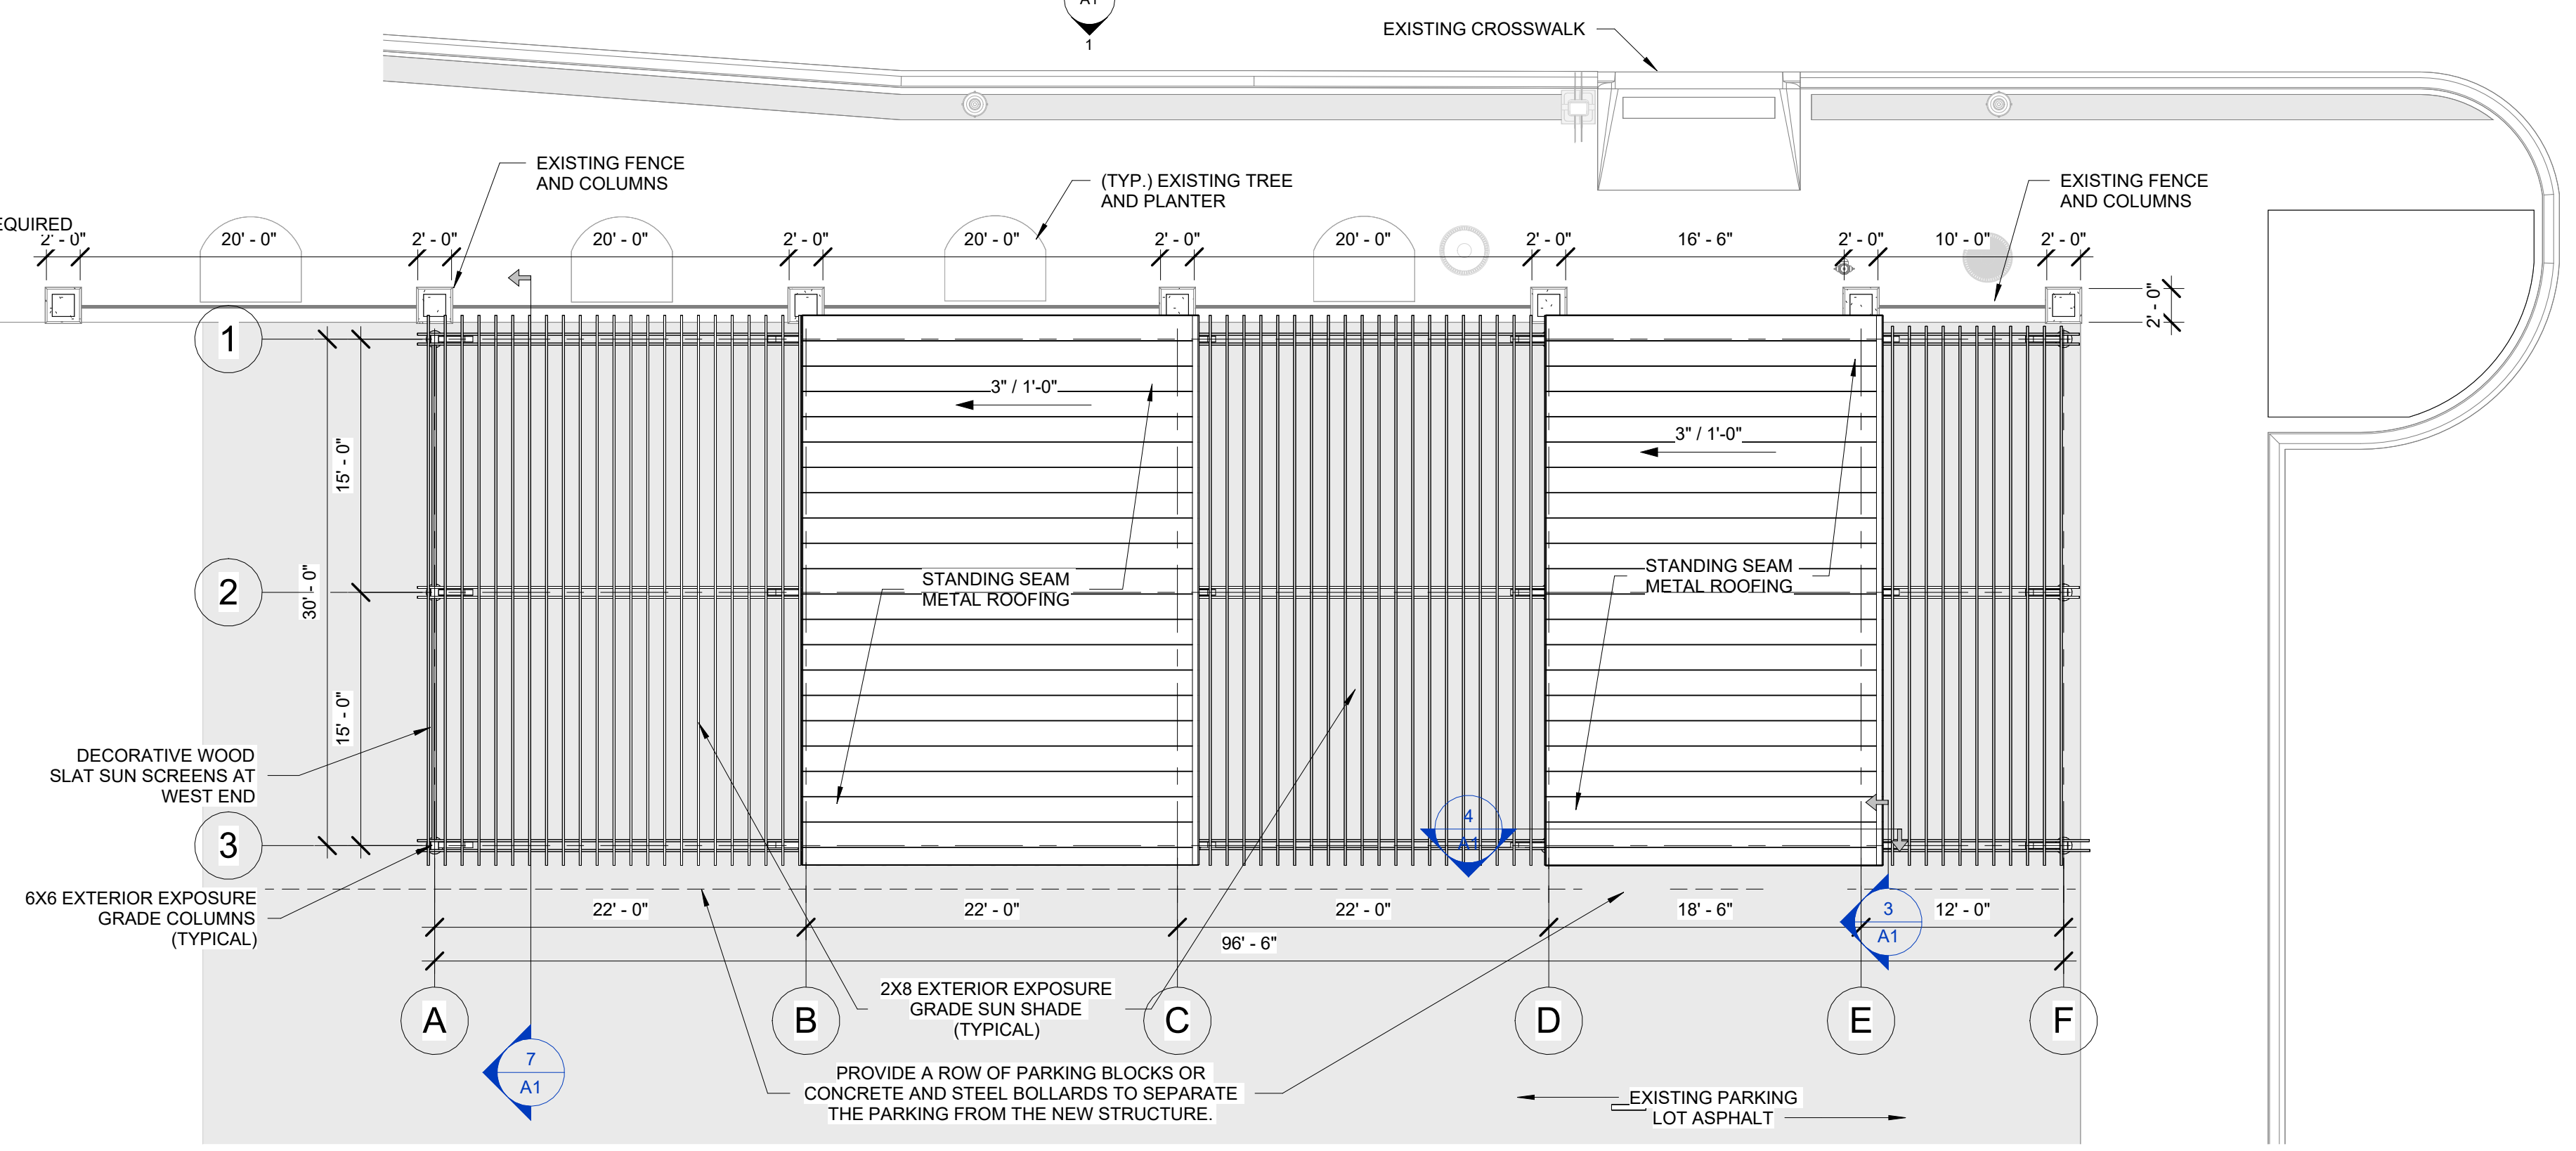 A1
1
EXISTING CROSSWALK
EXISTING FENCE
AND COLUMNS
(TYP.) EXISTING TREE
AND PLANTER
EXISTING FENCE
AND COLUMNS
2' - 0" 20' - 0" 2' - 0" 20' - 0" 2' - 0" 20' - 0" 2' - 0" 20' - 0" 2' - 0" 16' - 6" 2' - 0" 10' - 0" 2' - 0"
2' - 0"
1
3" / 1'-0"
3" / 1'-0"
15' - 0"
STANDING SEAM
METAL ROOFING
STANDING SEAM
METAL ROOFING
2
30' - 0"
15' - 0"
DECORATIVE WOOD
SLAT SUN SCREENS AT
WEST END
4
A1
3
6X6 EXTERIOR EXPOSURE
GRADE COLUMNS
(TYPICAL)
22' - 0" 22' - 0" 22' - 0" 18' - 6" 12' - 0"
3
A1
96' - 6"
2X8 EXTERIOR EXPOSURE
GRADE SUN SHADE
(TYPICAL)
A B C D E F
7
A1
PROVIDE A ROW OF PARKING BLOCKS OR
CONCRETE AND STEEL BOLLARDS TO SEPARATE
THE PARKING FROM THE NEW STRUCTURE.
EXISTING PARKING
LOT ASPHALT